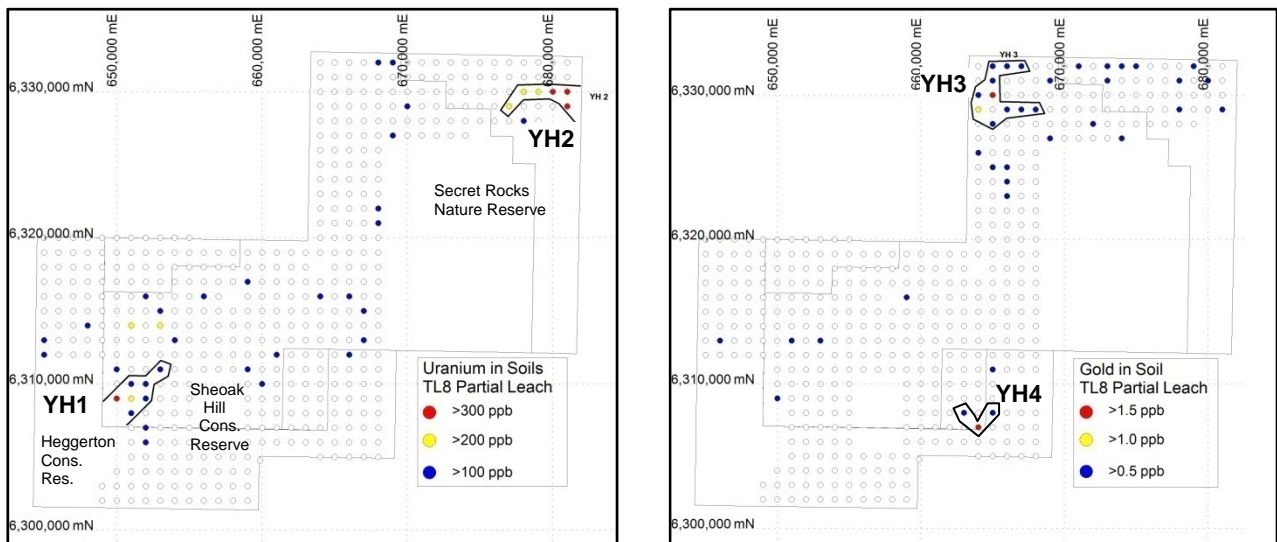 650,000 mE
660,000 mE
670,000 mE
680,000 mE
6,330,000 mN
YH 2
YH2
Secret Rocks
Nature Reserve
6,320,000 mN
6,310,000 mN
YH1
Sheoak
Hill
Cons.
Reserve
Heggerton
Cons.
Res.
Uranium in Soils
TL8 Partial Leach
>300 ppb
>200 ppb
>100 ppb
6,300,000 mN
650,000 mE
660,000 mE
670,000 mE
680,000 mE
YH 3
YH3
6,330,000 mN
6,320,000 mN
6,310,000 mN
YH4
Gold in Soil
TL8 Partial Leach
>1.5 ppb
>1.0 ppb
>0.5 ppb
6,300,000 mN